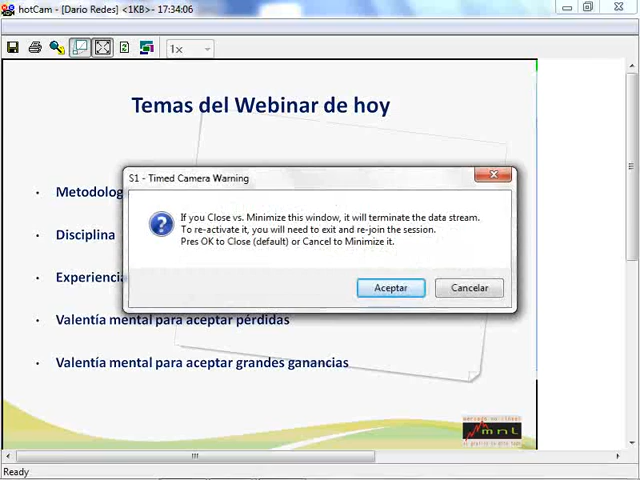 hotCam - [Dario Redes] <1KB> - 17:34:06
1x
Temas del Webinar de hoy
S1 - Timed Camera Warning
• Metodolog
If you Close vs. Minimize this window, it will terminate the data stream.
To re-activate it, you will need to exit and re-join the session.
Pres OK to Close (default) or Cancel to Minimize it.
• Disciplina
• Experiencia
Aceptar Cancelar
• Valentía mental para aceptar pérdidas
• Valentía mental para aceptar grandes ganancias
mnl
Ready